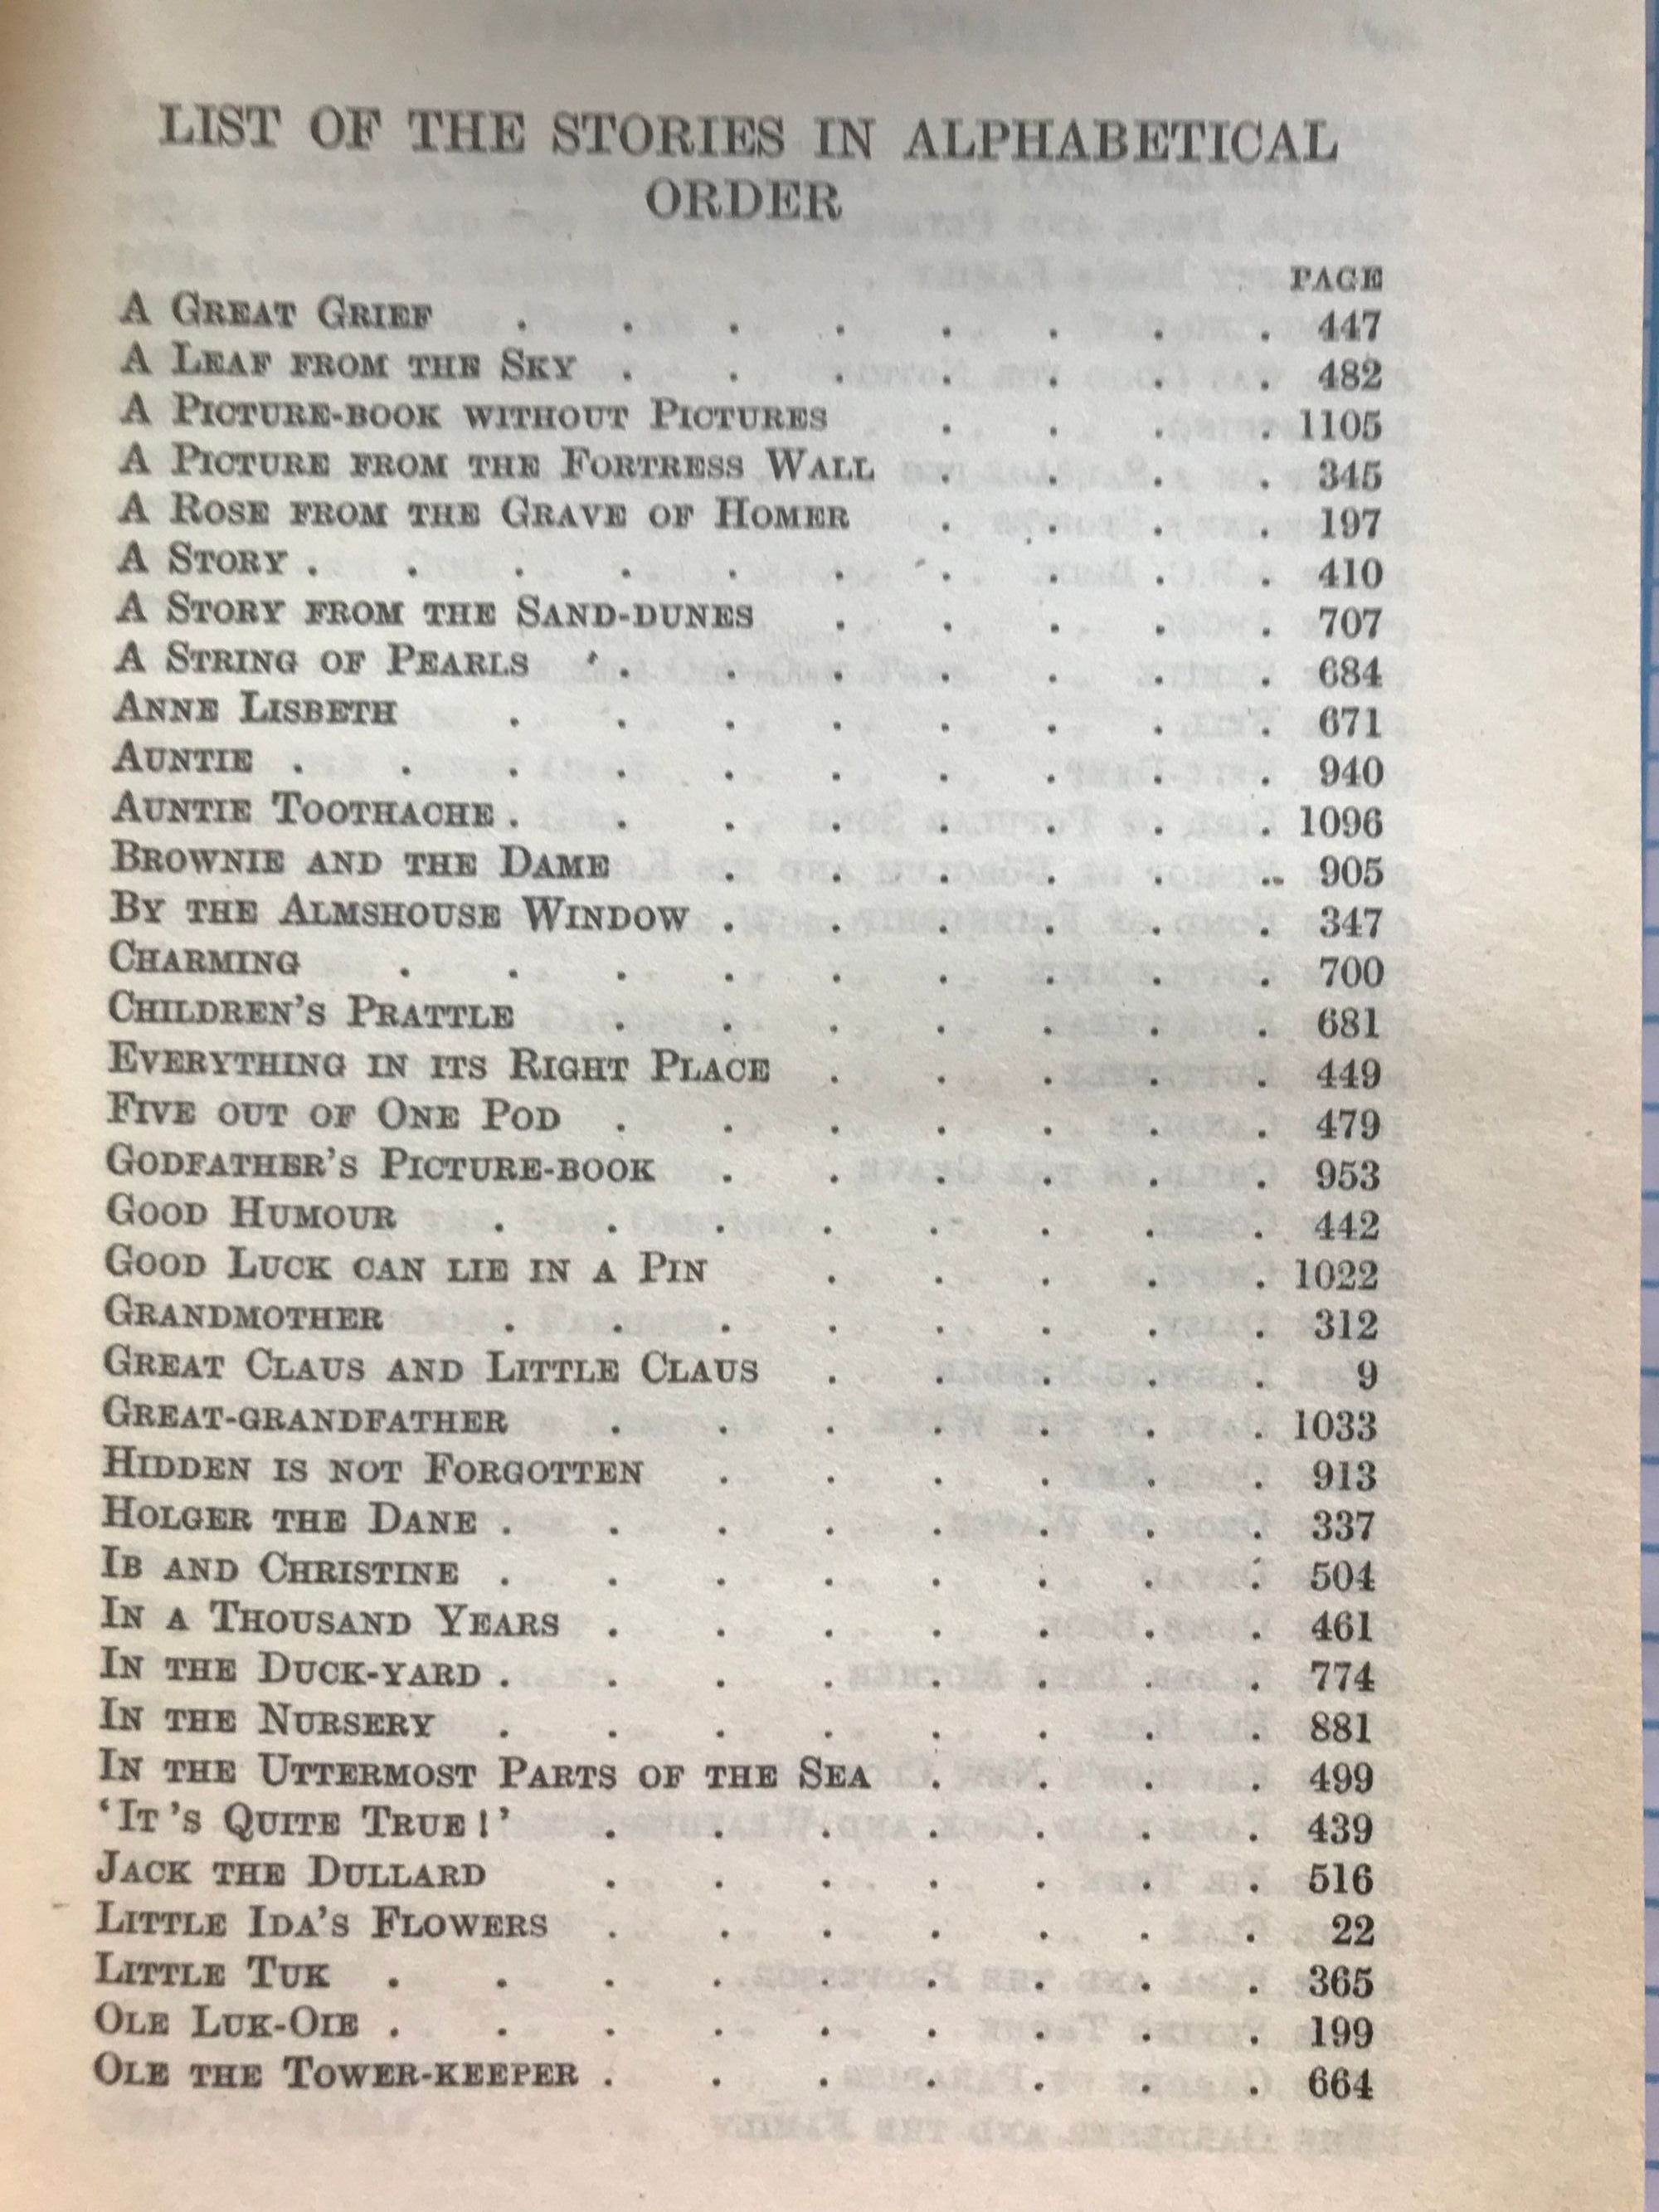 LIST OF THE STORIES IN ALPHABETICAL
ORDER
PAGE
A GREAT GRIEF . . . . . . . . 447
A LEAF FROM THE SKY . . . . . . . 482
A PICTURE-BOOK WITHOUT PICTURES . . . . 1105
A PICTURE FROM THE FORTRESS WALL . . . . 345
A ROSE FROM THE GRAVE OF HOMER . . . . 197
A STORY . . . . . . . . . . 410
A STORY FROM THE SAND-DUNES . . . . . 707
A STRING OF PEARLS . . . . . . . 684
ANNE LISBETH . . . . . . . . 671
AUNTIE . . . . . . . . . . 940
AUNTIE TOOTHACHE . . . . . . . . 1096
BROWNIE AND THE DAME . . . . . . 905
BY THE ALMSHOUSE WINDOW . . . . . . 347
CHARMING . . . . . . . . . 700
CHILDREN'S PRATTLE . . . . . . . 681
EVERYTHING IN ITS RIGHT PLACE . . . . . 449
FIVE OUT OF ONE POD . . . . . . . 479
GODFATHER'S PICTURE-BOOK . . . . . . 953
GOOD HUMOUR . . . . . . . . 442
GOOD LUCK CAN LIE IN A PIN . . . . . 1022
GRANDMOTHER . . . . . . . . 312
GREAT CLAUS AND LITTLE CLAUS . . . . . 9
GREAT-GRANDFATHER . . . . . . . 1033
HIDDEN IS NOT FORGOTTEN . . . . . . 913
HOLGER THE DANE . . . . . . . . 337
IB AND CHRISTINE . . . . . . . . 504
IN A THOUSAND YEARS . . . . . . . 461
IN THE DUCK-YARD . . . . . . . . 774
IN THE NURSERY . . . . . . . . 881
IN THE UTTERMOST PARTS OF THE SEA . . . . 499
'IT'S QUITE TRUE!' . . . . . . . 439
JACK THE DULLARD . . . . . . . 516
LITTLE IDA'S FLOWERS . . . . . . . 22
LITTLE TUK . . . . . . . . . 365
OLE LUK-OIE . . . . . . . . . 199
OLE THE TOWER-KEEPER . . . . . . . 664